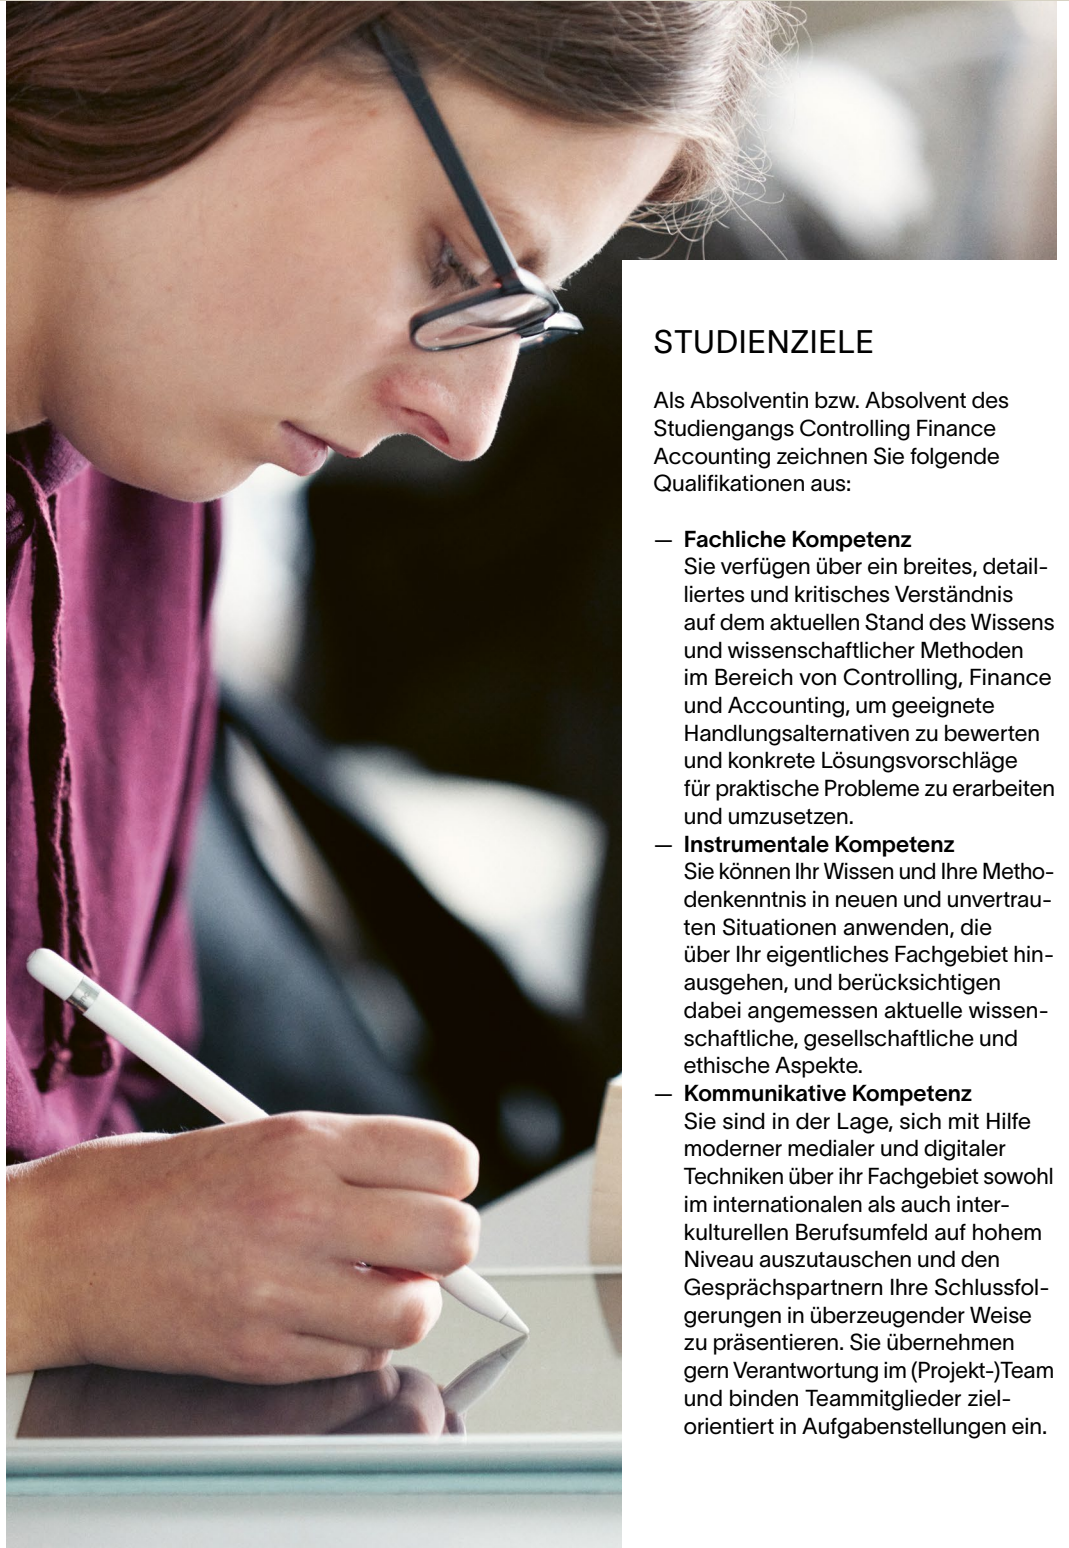 STUDIENZIELE
Als Absolventin bzw. Absolvent des
Studiengangs Controlling Finance
Accounting zeichnen Sie folgende
Qualifikationen aus:
— Fachliche Kompetenz
Sie verfügen über ein breites, detail-
liertes und kritisches Verständnis
auf dem aktuellen Stand des Wissens
und wissenschaftlicher Methoden
im Bereich von Controlling, Finance
und Accounting, um geeignete
Handlungsalternativen zu bewerten
und konkrete Lösungsvorschläge
für praktische Probleme zu erarbeiten
und umzusetzen.
— Instrumentale Kompetenz
Sie können Ihr Wissen und Ihre Metho-
denkenntnis in neuen und unvertrau-
ten Situationen anwenden, die
über Ihr eigentliches Fachgebiet hin-
ausgehen, und berücksichtigen
dabei angemessen aktuelle wissen-
schaftliche, gesellschaftliche und
ethische Aspekte.
— Kommunikative Kompetenz
Sie sind in der Lage, sich mit Hilfe
moderner medialer und digitaler
Techniken über ihr Fachgebiet sowohl
im internationalen als auch inter-
kulturellen Berufsumfeld auf hohem
Niveau auszutauschen und den
Gesprächspartnern Ihre Schlussfol-
gerungen in überzeugender Weise
zu präsentieren. Sie übernehmen
gern Verantwortung im (Projekt-)Team
und binden Teammitglieder ziel-
orientiert in Aufgabenstellungen ein.